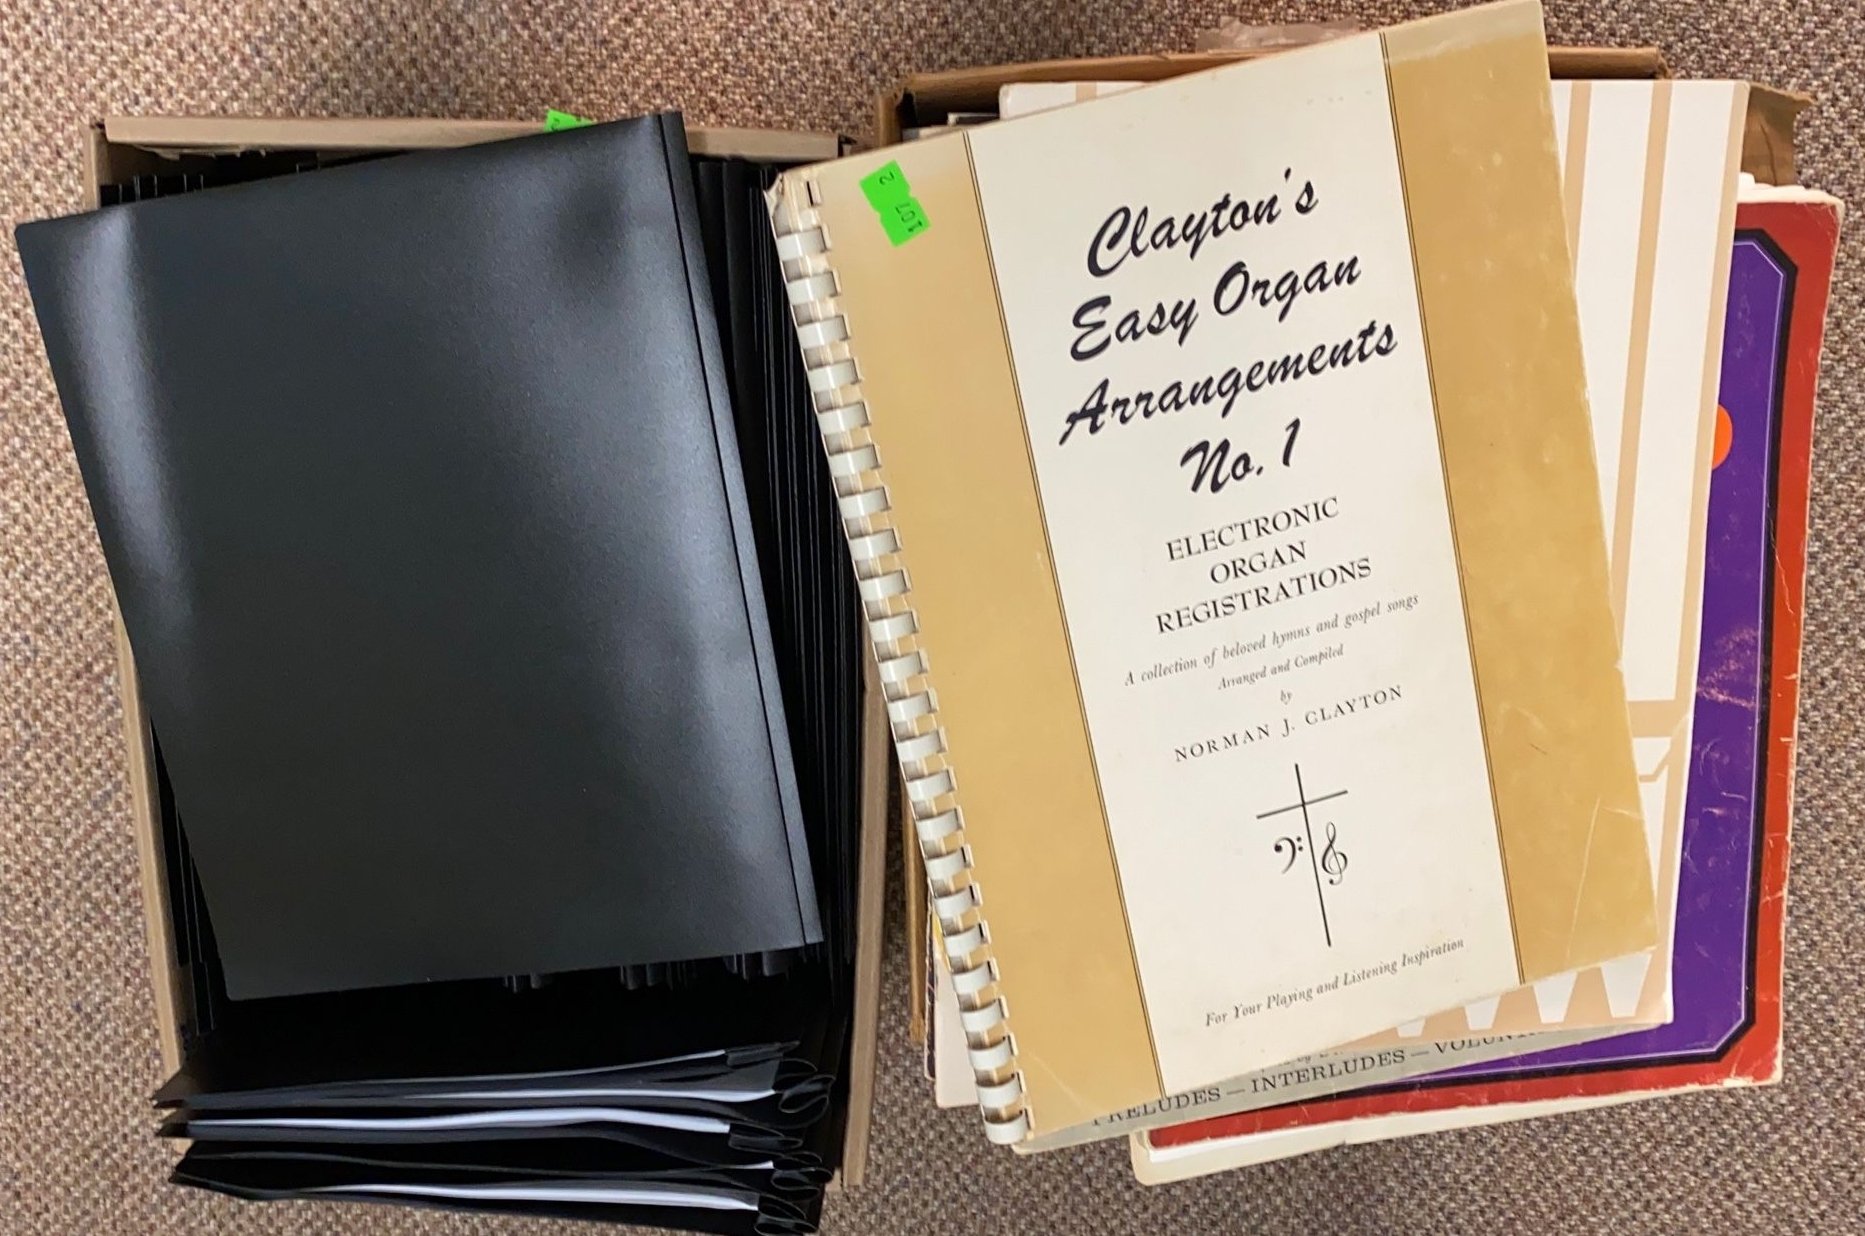 107
2
Clayton's
Easy Organ
Arrangements
No. 1
ELECTRONIC
ORGAN
REGISTRATIONS
A collection of beloved hymns and gospel songs
Arranged and Compiled
by
NORMAN J. CLAYTON
For Your Playing and Listening Inspiration
PRELUDES — INTERLUDES —